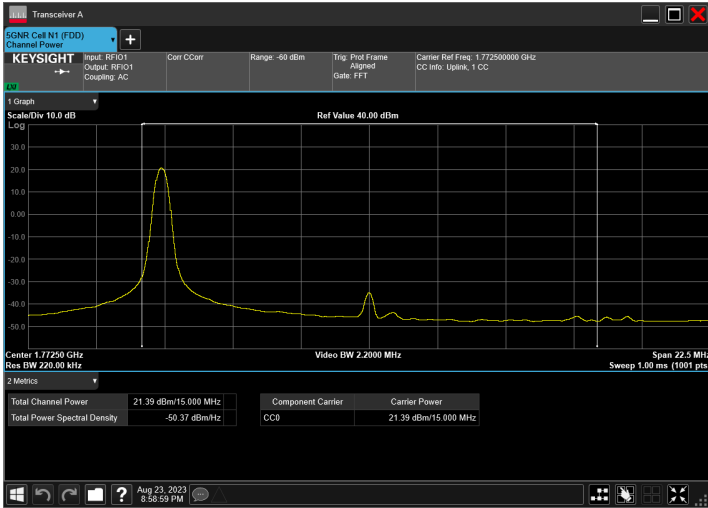 Transceiver A
5GNR Cell N1 (FDD)
Channel Power
KEYSIGHT
LXI
Input: RFIO1
Output: RFIO1
Coupling: AC
Corr CCorr
Range: -60 dBm
Trig: Prot Frame
Aligned
Gate: FFT
Carrier Ref Freq: 1.772500000 GHz
CC Info: Uplink, 1 CC
1 Graph
Scale/Div 10.0 dB
Ref Value 40.00 dBm
Log
30.0
20.0
10.0
0.00
-10.0
-20.0
-30.0
-40.0
-50.0
Center 1.77250 GHz
Video BW 2.2000 MHz
Span 22.5 MHz
Res BW 220.00 kHz
Sweep 1.00 ms (1001 pts
2 Metrics
Total Channel Power 21.39 dBm/15.000 MHz
Total Power Spectral Density -50.37 dBm/Hz
Component Carrier Carrier Power
CC0 21.39 dBm/15.000 MHz
Aug 23, 2023
8:58:59 PM